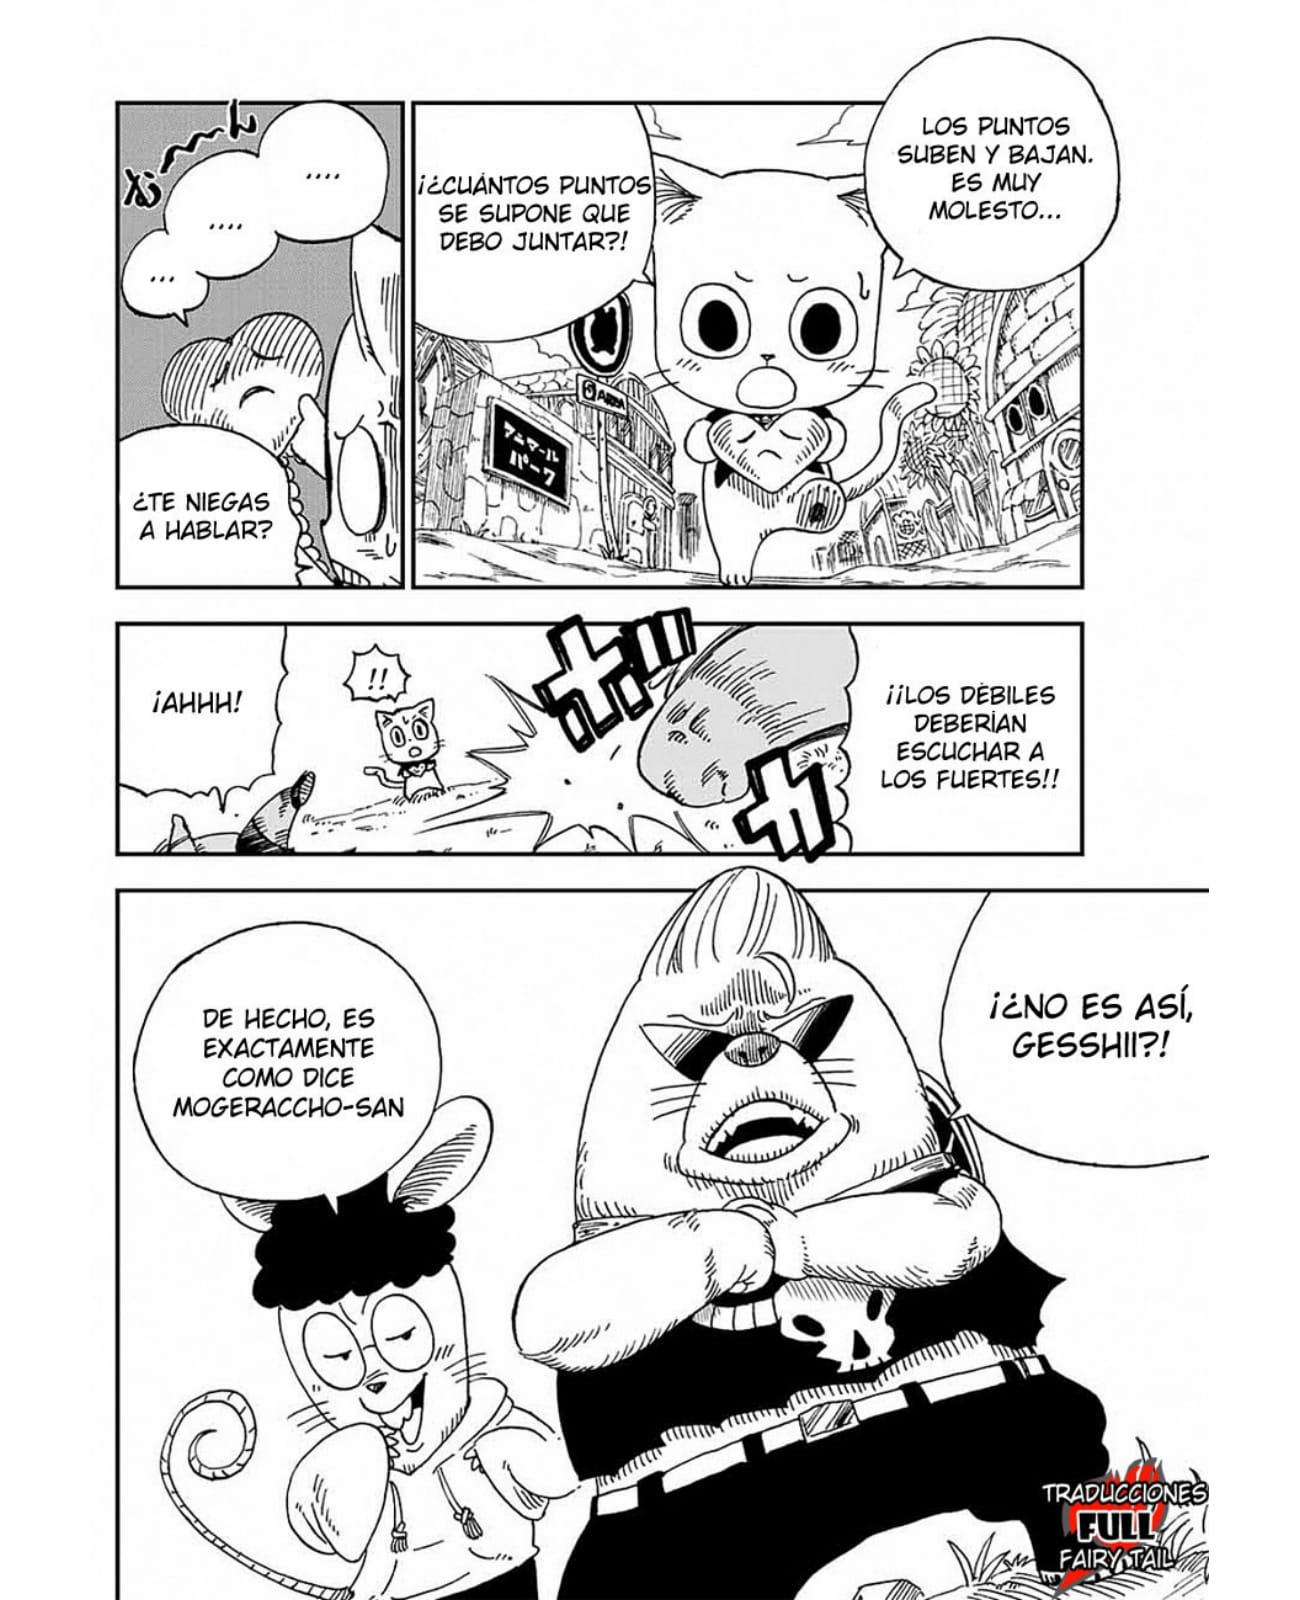 LOS PUNTOS
SUBEN Y BAJAN.
ES MUY
MOLESTO...
¡¿CUÁNTOS PUNTOS
SE SUPONE QUE
DEBO JUNTAR?!
アニマール
パーク
AREA
....
....
...
¿TE NIEGAS
A HABLAR?
¡¡LOS DÉBILES
DEBERÍAN
ESCUCHAR A
LOS FUERTES!!
!!
¡AHHH!
¡¿NO ES ASÍ,
GESSHII?!
DE HECHO, ES
EXACTAMENTE
COMO DICE
MOGERACCHO-SAN
TRADUCCIONES
FULL
FAIRY TAIL